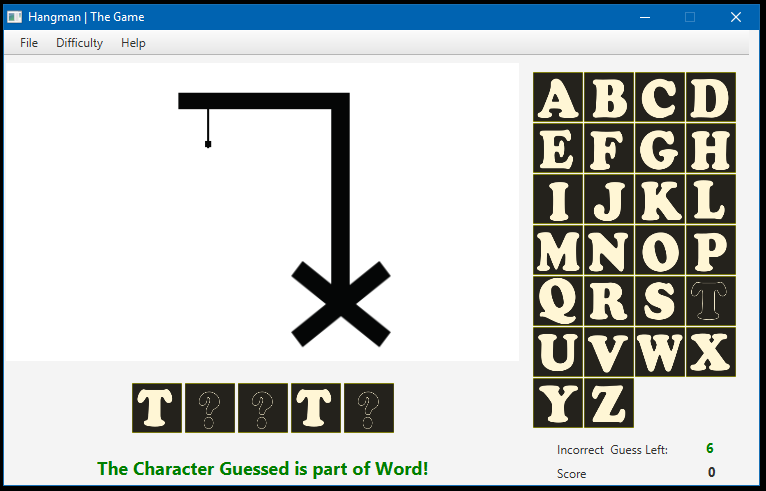 Hangman | The Game
File Difficulty Help
A B C D
E F G H
I J K L
M N O P
Q R S T
U V W X
Y Z
T ? ? T ?
The Character Guessed is part of Word!
Incorrect Guess Left: 6
Score 0